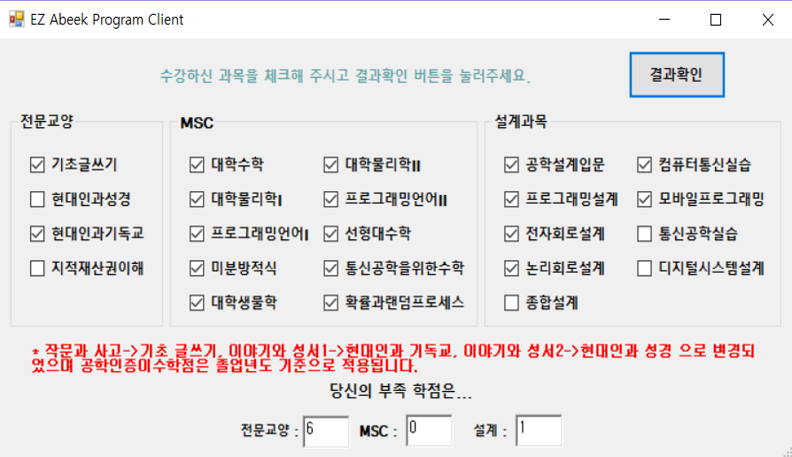 EZ Abeek Program Client
수강하신 과목을 체크해 주시고 결과확인 버튼을 눌러주세요.
결과확인
전문교양
기초글쓰기
현대인과성경
현대인과기독교
지적재산권이해
MSC
대학수학
대학물리학II
대학물리학I
프로그래밍언어II
프로그래밍언어I
선형대수학
미분방적식
통신공학을위한수학
대학생물학
확률과랜덤프로세스
설계과목
공학설계입문
컴퓨터통신실습
프로그래밍설계
모바일프로그래밍
전자회로설계
통신공학실습
논리회로설계
디지털시스템설계
종합설계
* 작문과 사고->기초 글쓰기, 이야기와 성서1->현대인과 기독교, 이야기와 성서2->현대인과 성경 으로 변경되
었으며 공학인증이수학점은 졸업년도 기준으로 적용됩니다.
당신의 부족 학점은...
전문교양 : 6 MSC : 0 설계 : 1